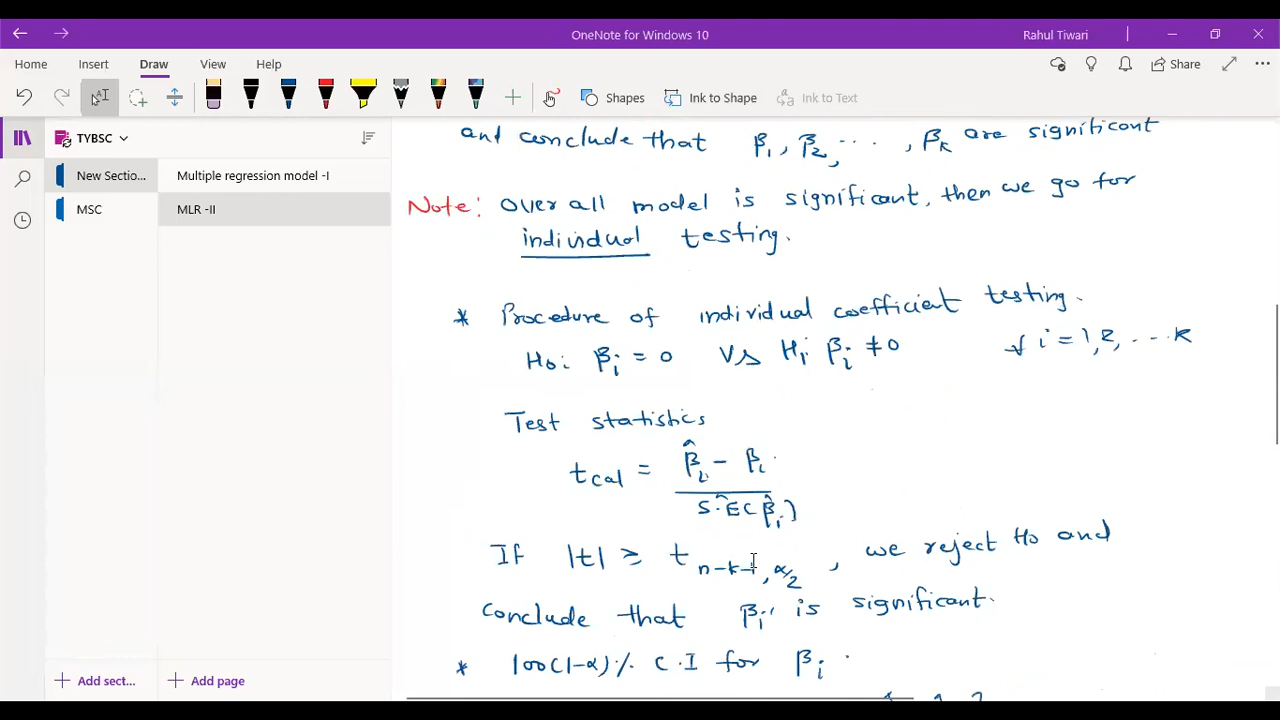 OneNote for Windows 10
Rahul Tiwari
Home Insert Draw View Help
Share
Shapes Ink to Shape Ink to Text
TYBSC
New Sectio...
MSC
Multiple regression model -I
MLR -II
and conclude that β₁, β₂, ..., βₖ are significant
Note: Over all model is significant, then we go for
individual testing.
* Procedure of individual coefficient testing.
H₀: βᵢ = 0 Vs H₁: βᵢ ≠ 0 ∀ i = 1, 2, ... k
Test statistics
t cal = (β̂ᵢ - βᵢ) / Ŝ.E(β̂ᵢ)
If |t| ≥ t n-k-1, α/2 , we reject H₀ and
conclude that βᵢ is significant.
* 100(1-α)% C.I for βᵢ
Add sect... Add page